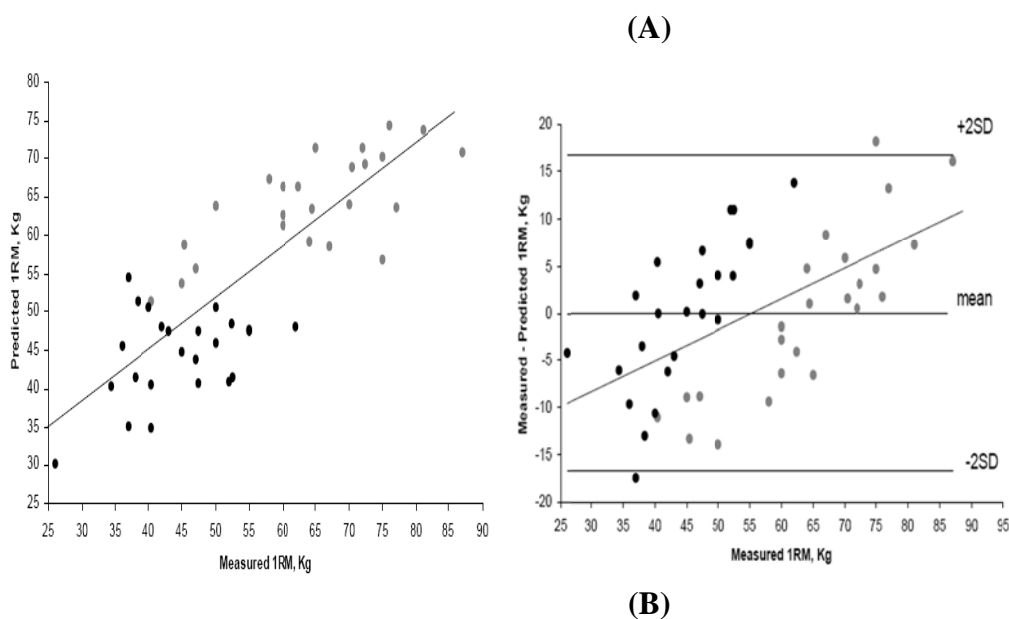 (A)
80
75
70
65
60
55
50
45
40
35
30
25
Predicted 1RM, Kg
25 30 35 40 45 50 55 60 65 70 75 80 85 90
Measured 1RM, Kg
20
15
10
5
0
-5
-10
-15
-20
Measured - Predicted 1RM, Kg
+2SD
mean
-2SD
25 30 35 40 45 50 55 60 65 70 75 80 85 90 95
Measured 1RM, Kg
(B)